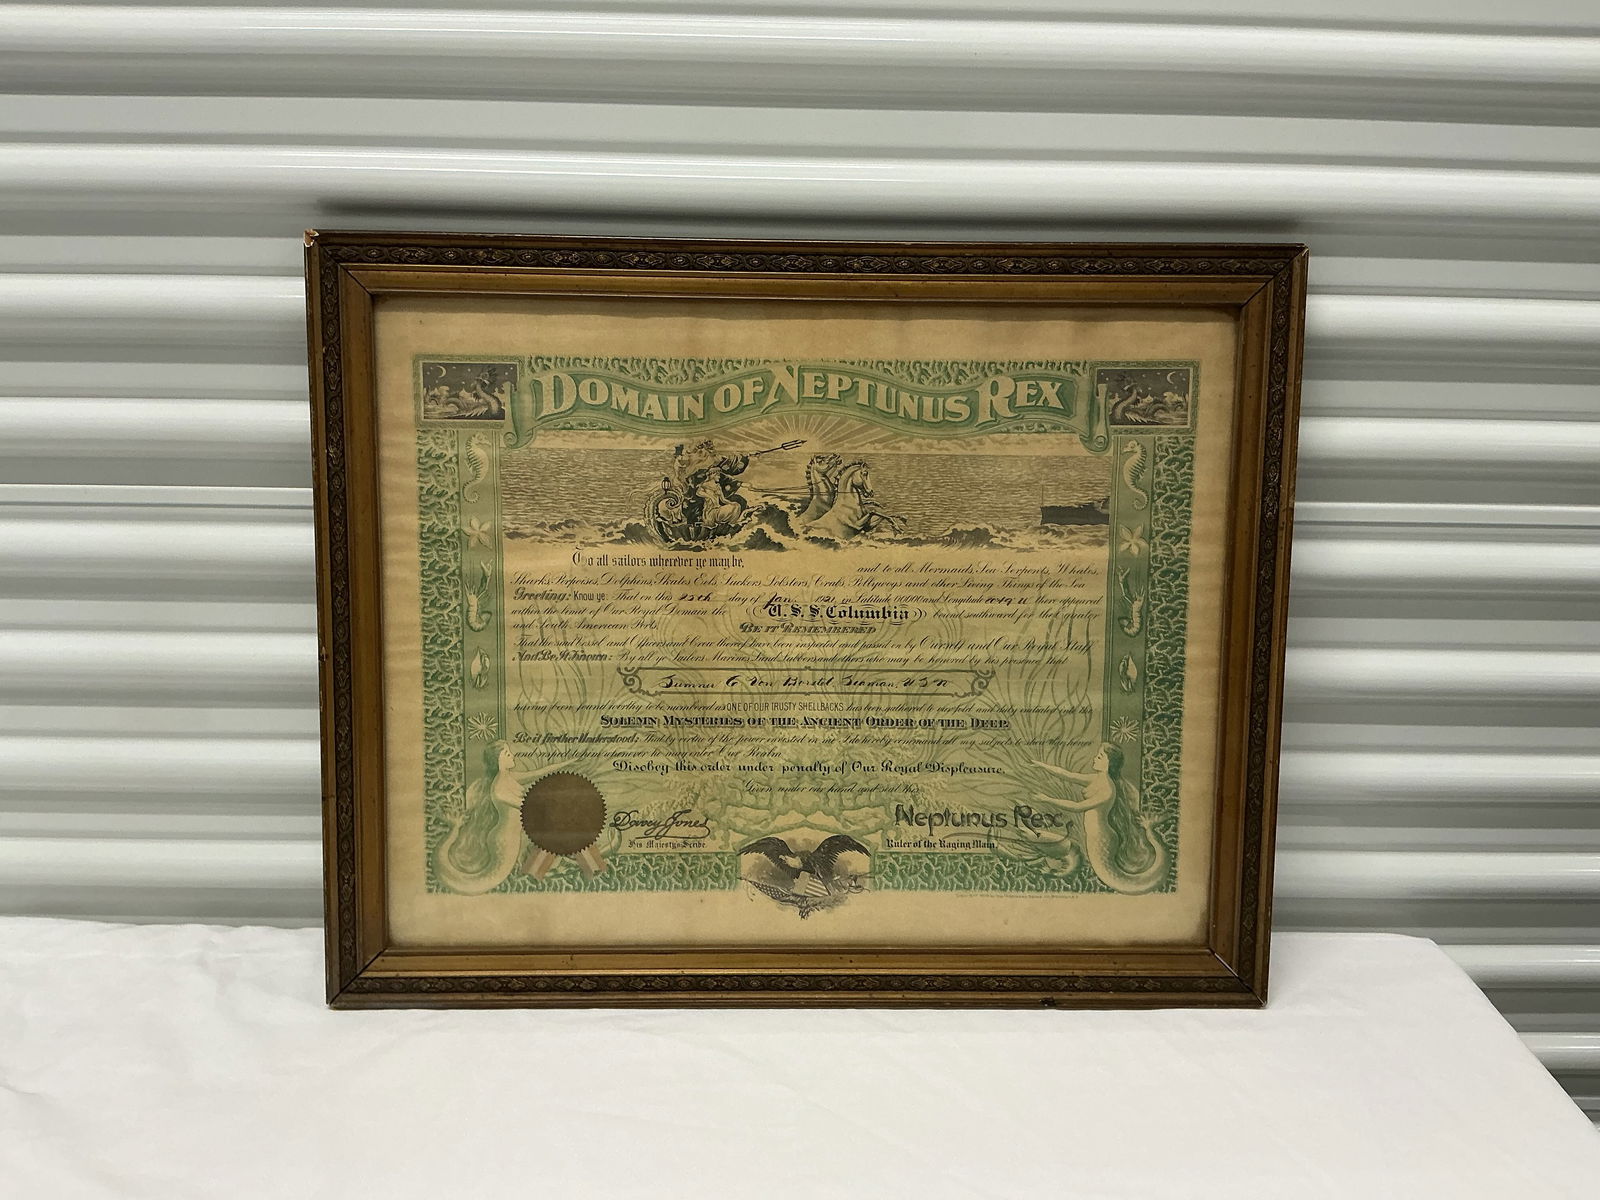 DOMAIN OF NEPTUNUS REX
To all sailors wherever ye may be, and to all Mermaids, Sea Serpents, Whales,
Sharks, Porpoises, Dolphins, Skates, Eels, Suckers, Lobsters, Crabs, Pollywogs and other Living Things of the Sea
Greeting: Know ye: That on this 25th day of Jan. 1921, in Latitude 00000 and Longitude there appeared
within the limit of Our Royal Domain the U.S.S. Columbia bound southward for the Equator
and South American Ports.
BE IT REMEMBERED
That the said Vessel and Officers and Crew thereof have been inspected and passed on by Ourself and Our Royal Staff
And Be It Known: By all ye Sailors, Marines, Land Lubbers and others who may be honored by his presence that
Sumner C Von Borstel, Seaman, U S N
having been found worthy to be numbered as ONE OF OUR TRUSTY SHELLBACKS has been gathered to our fold and duly initiated into the
SOLEMN MYSTERIES OF THE ANCIENT ORDER OF THE DEEP.
Be it further Understood: That by virtue of the power invested in me I do hereby command all my subjects to show due honor
and respect to him whenever he may enter Our Realm.
Disobey this order under penalty of Our Royal Displeasure.
Given under our hand and seal this
Davey Jones
His Majesty's Scribe.
Neptunus Rex
Ruler of the Raging Main.